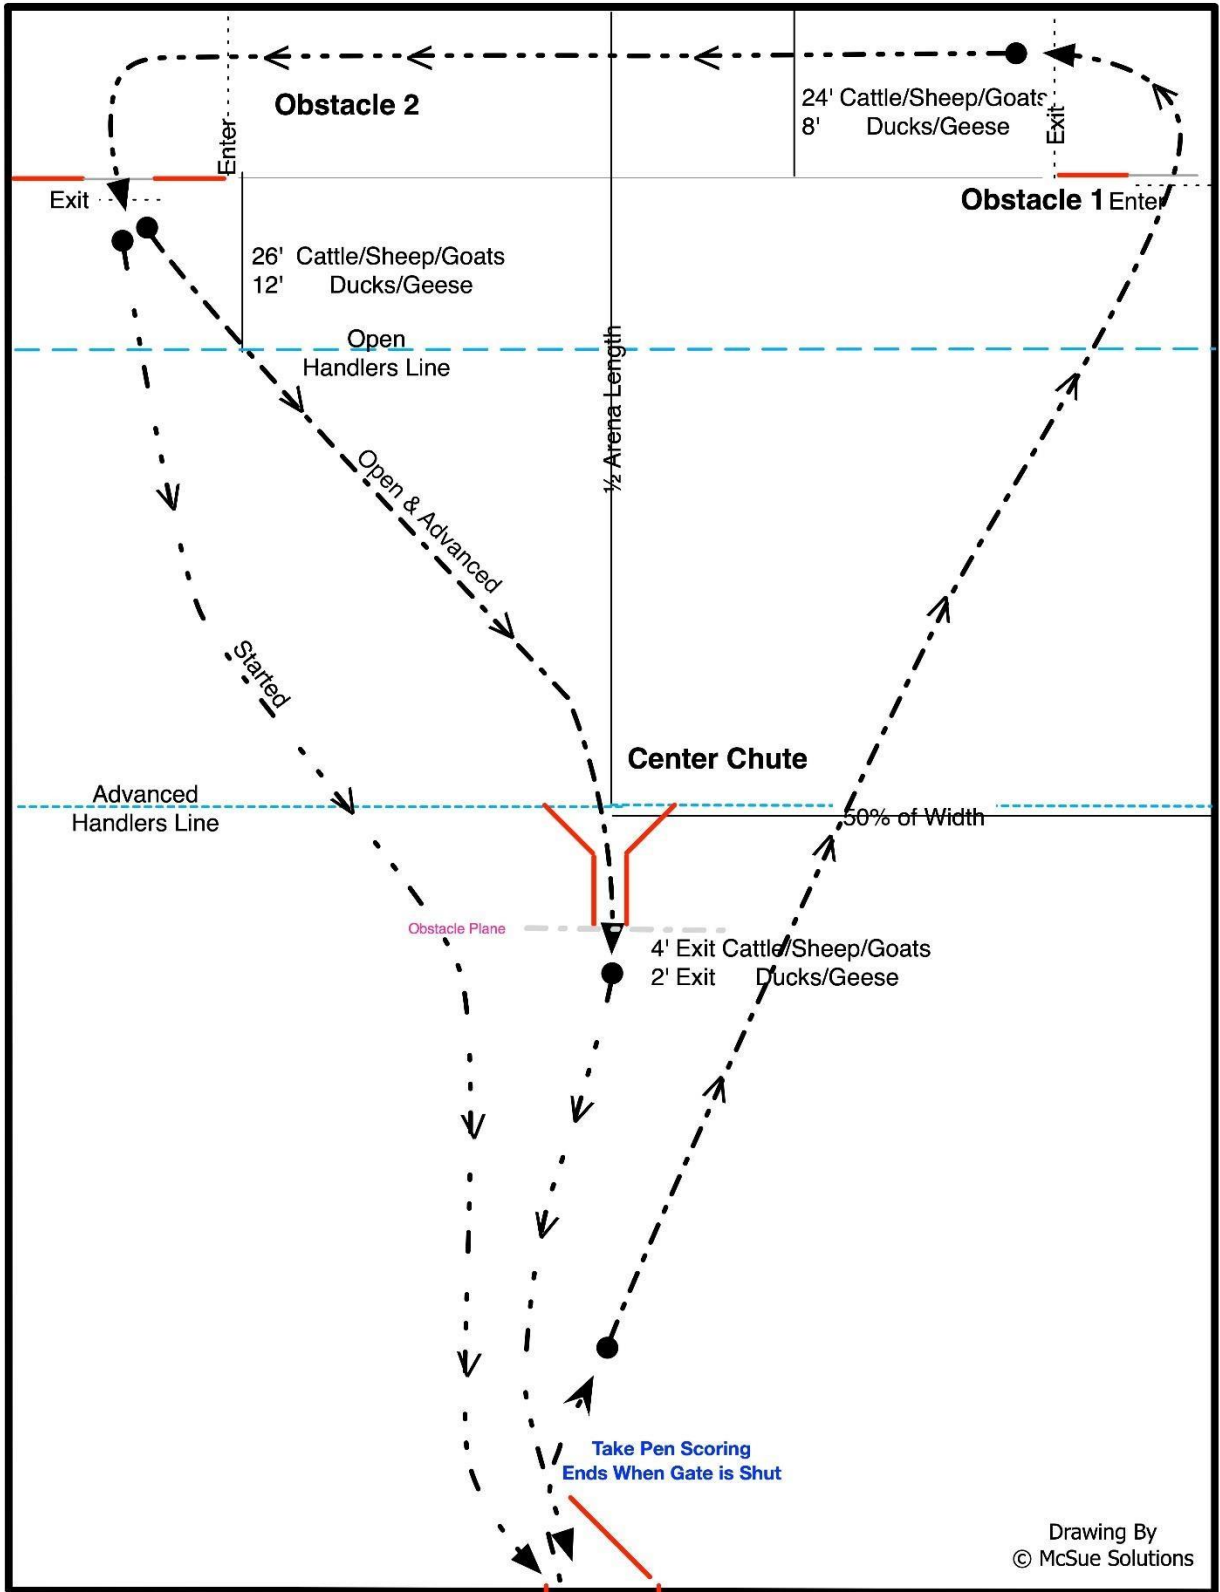 Obstacle 2
Enter
24' Cattle/Sheep/Goats
8' Ducks/Geese
Exit
Exit
Obstacle 1 Enter
26' Cattle/Sheep/Goats
12' Ducks/Geese
Open
Handlers Line
½ Arena Length
Open & Advanced
Started
Center Chute
Advanced
Handlers Line
50% of Width
Obstacle Plane
4' Exit Cattle/Sheep/Goats
2' Exit Ducks/Geese
Take Pen Scoring
Ends When Gate is Shut
Drawing By
© McSue Solutions